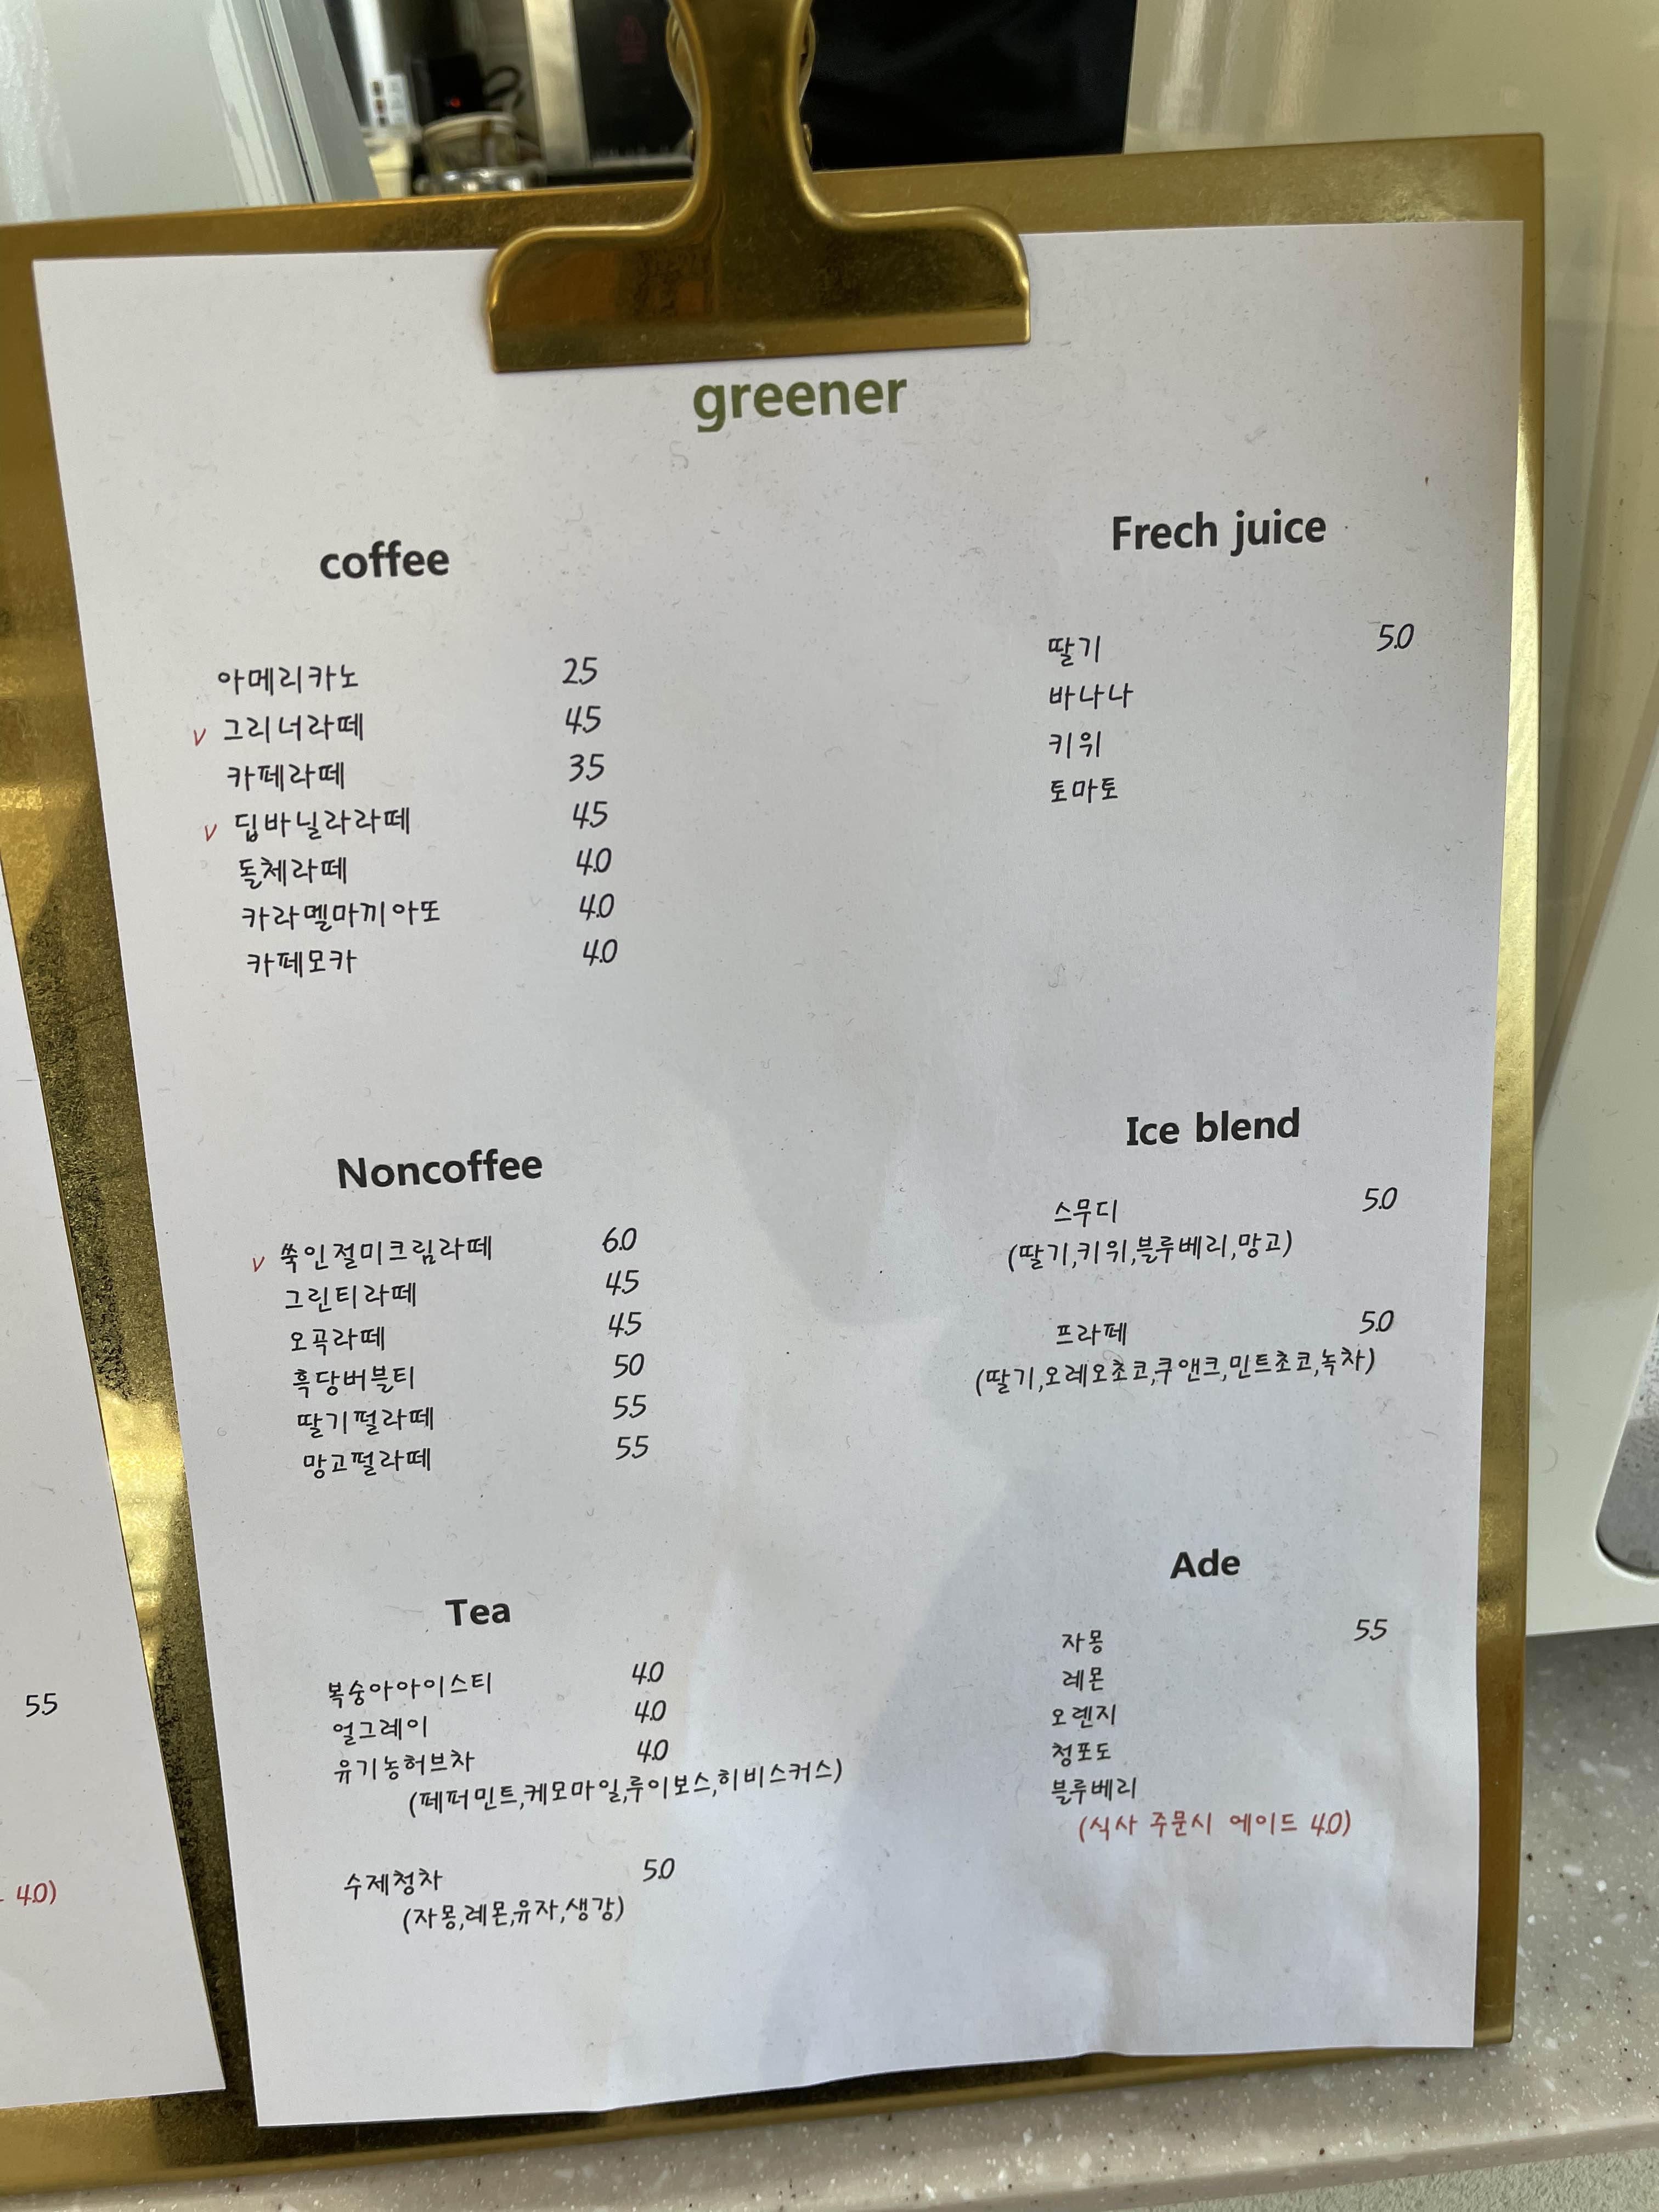 greener
coffee
아메리카노 2.5
v 그리너라떼 4.5
카페라떼 3.5
v 딥바닐라라떼 4.5
돌체라떼 4.0
카라멜마끼아또 4.0
카페모카 4.0
Noncoffee
v 쑥인절미크림라떼 6.0
그린티라떼 4.5
오곡라떼 4.5
흑당버블티 5.0
딸기펄라떼 5.5
망고펄라떼 5.5
Tea
복숭아아이스티 4.0
얼그레이 4.0
유기농허브차 4.0
(페퍼민트,케모마일,루이보스,히비스커스)
수제청차 5.0
(자몽,레몬,유자,생강)
Frech juice
딸기 5.0
바나나
키위
토마토
Ice blend
스무디 5.0
(딸기,키위,블루베리,망고)
프라페 5.0
(딸기,오레오초코,쿠앤크,민트초코,녹차)
Ade
자몽 5.5
레몬
오렌지
청포도
블루베리
(식사 주문시 에이드 4.0)
5.5
4.0)